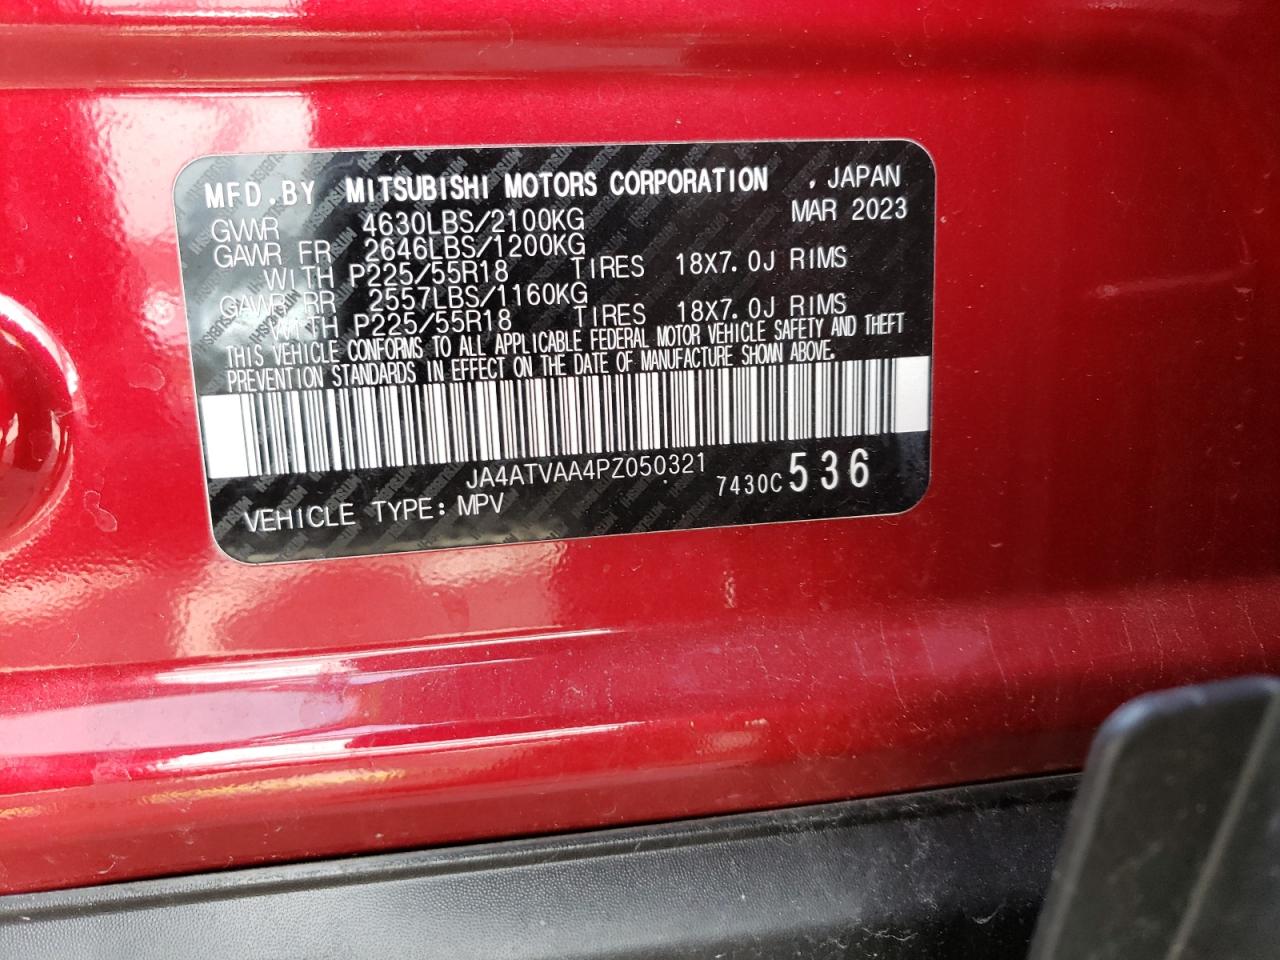 MFD.BY MITSUBISHI MOTORS CORPORATION , JAPAN
GVWR 4630LBS/2100KG MAR 2023
GAWR FR 2646LBS/1200KG
WITH P225/55R18 TIRES 18X7.0J RIMS
GAWR RR 2557LBS/1160KG
WITH P225/55R18 TIRES 18X7.0J RIMS
THIS VEHICLE CONFORMS TO ALL APPLICABLE FEDERAL MOTOR VEHICLE SAFETY AND THEFT
PREVENTION STANDARDS IN EFFECT ON THE DATE OF MANUFACTURE SHOWN ABOVE.
JA4ATVAA4PZ050321
7430C 536
VEHICLE TYPE: MPV